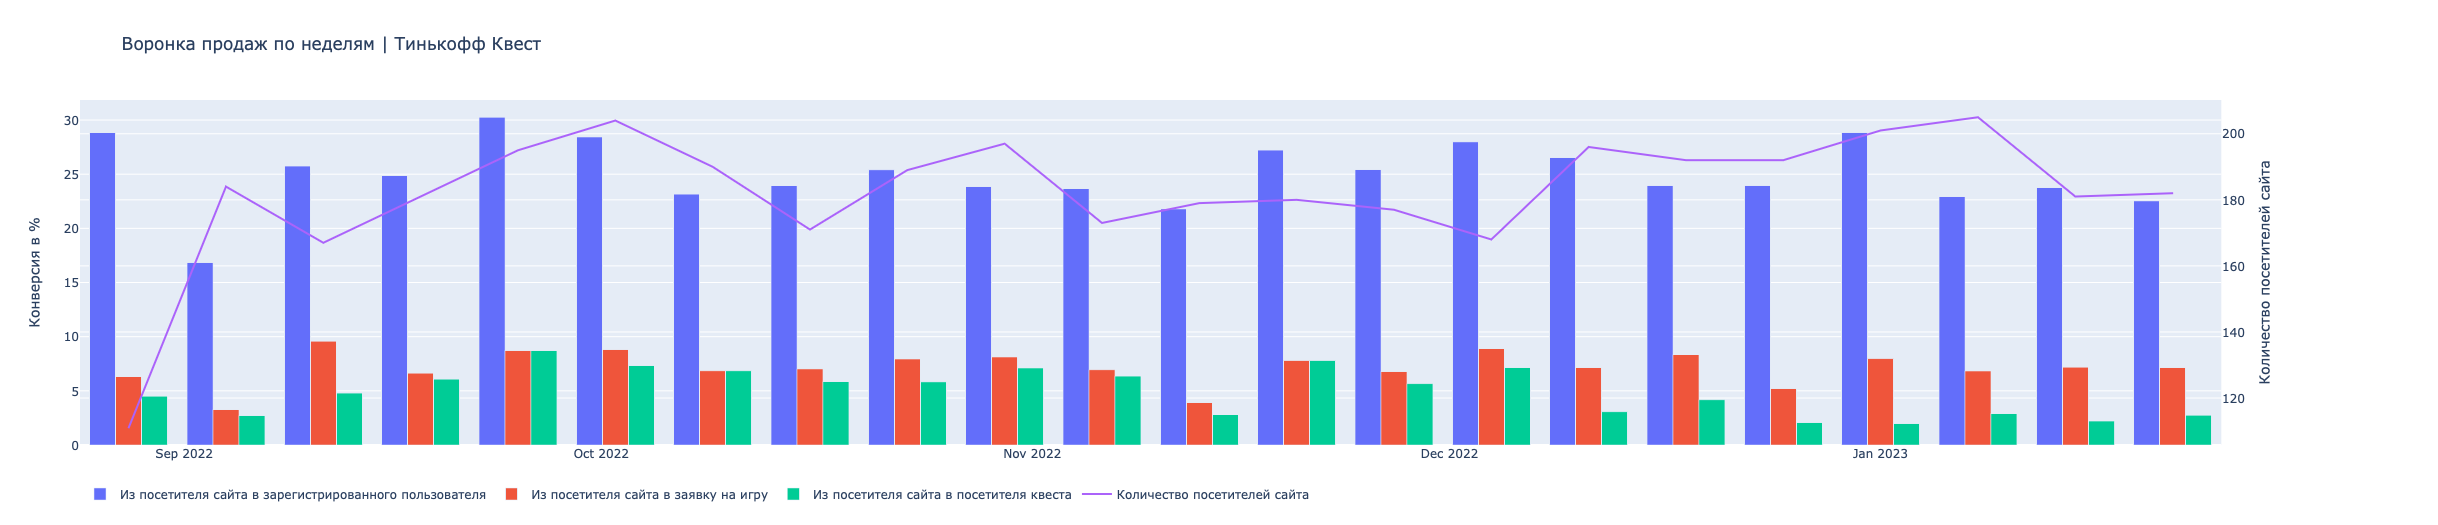 Воронка продаж по неделям | Тинькофф Квест
Конверсия в %
30
25
20
15
10
5
0
200
180
160
140
120
Количество посетителей сайта
Sep 2022 Oct 2022 Nov 2022 Dec 2022 Jan 2023
Из посетителя сайта в зарегистрированного пользователя Из посетителя сайта в заявку на игру Из посетителя сайта в посетителя квеста Количество посетителей сайта